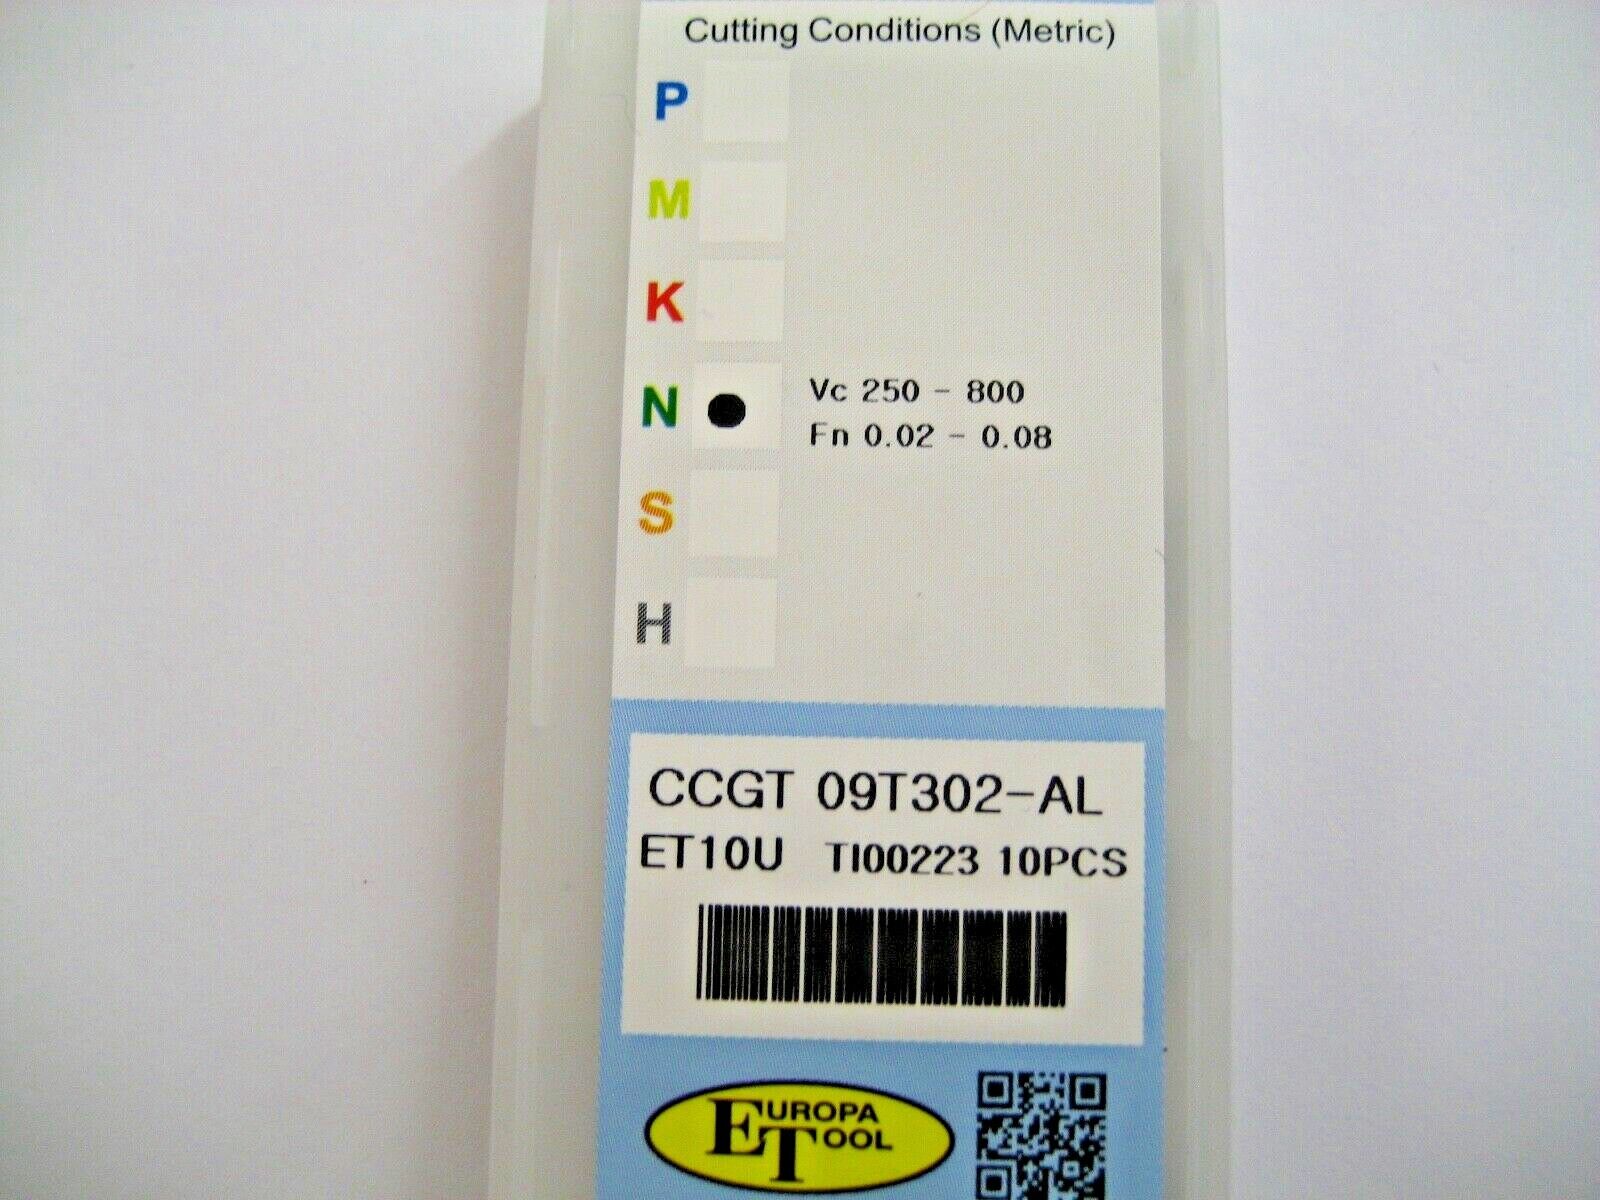 Cutting Conditions (Metric)
P
M
K
N
Vc 250 - 800
Fn 0.02 - 0.08
S
H
CCGT 09T302-AL
ET10U TI00223 10PCS
EUROPA
TOOL